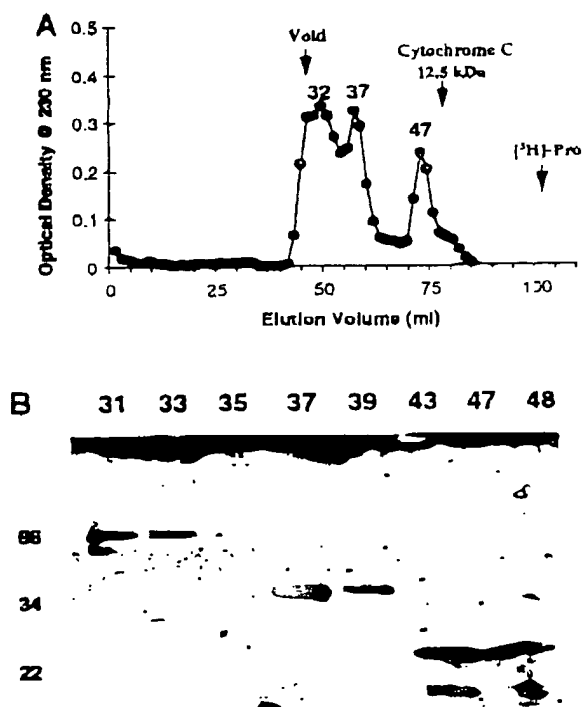 A
Void
Cytochrome C
12.5 kDa
[³H]-Pro
32 37
47
Optical Density @ 230 nm
0.5
0.4
0.3
0.2
0.1
0
0 25 50 75 100
Elution Volume (ml)
B 31 33 35 37 39 43 47 48
66
34
22